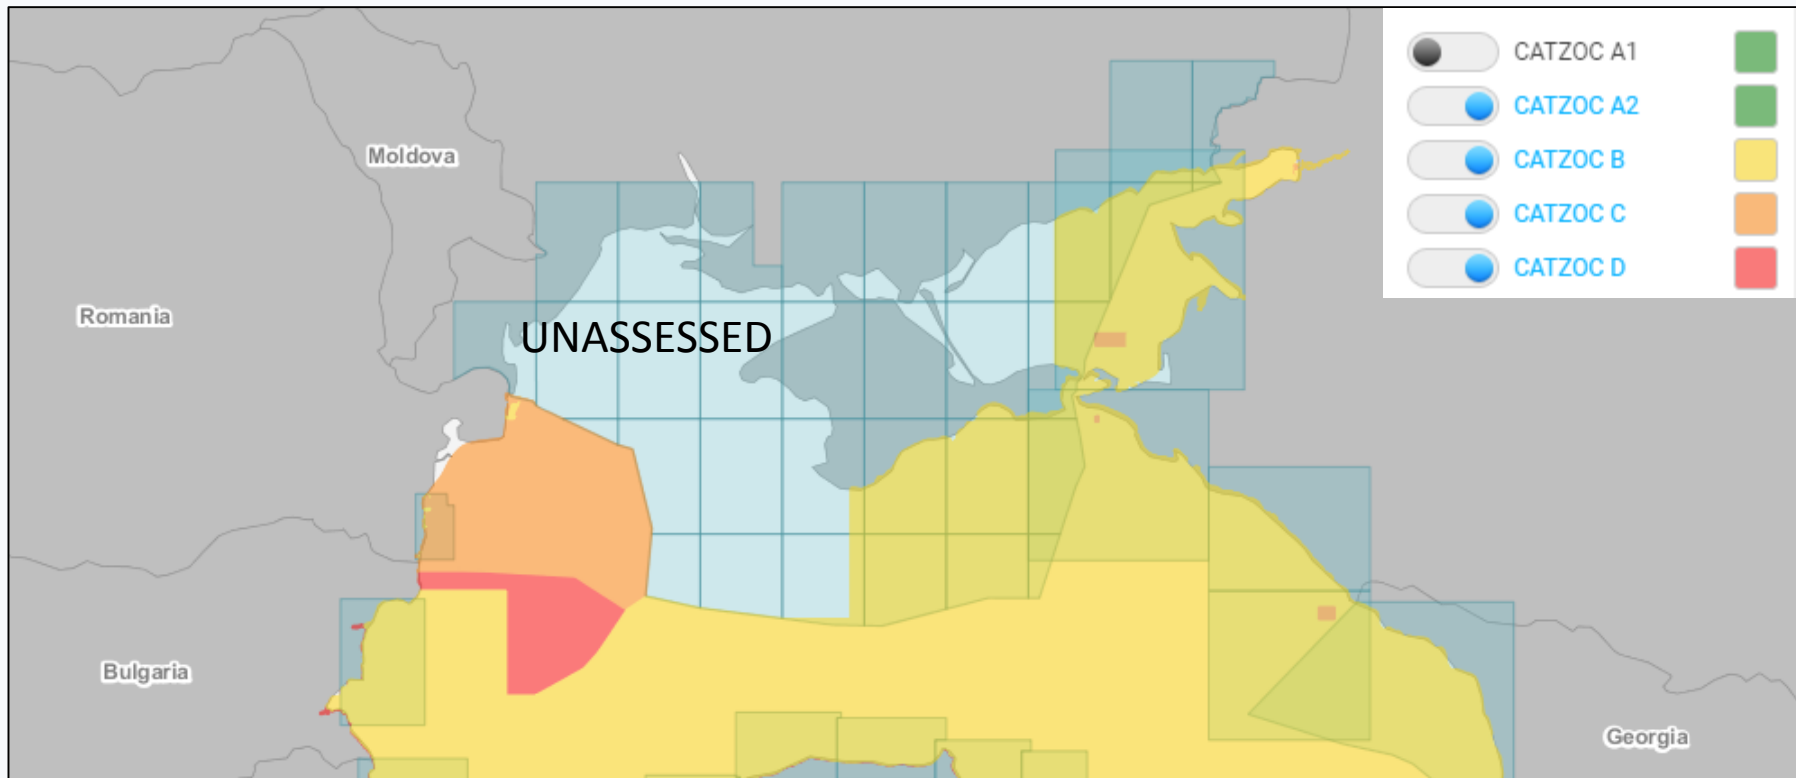 CATZOC A1
CATZOC A2
CATZOC B
CATZOC C
CATZOC D
Moldova
Romania
UNASSESSED
Bulgaria
Georgia